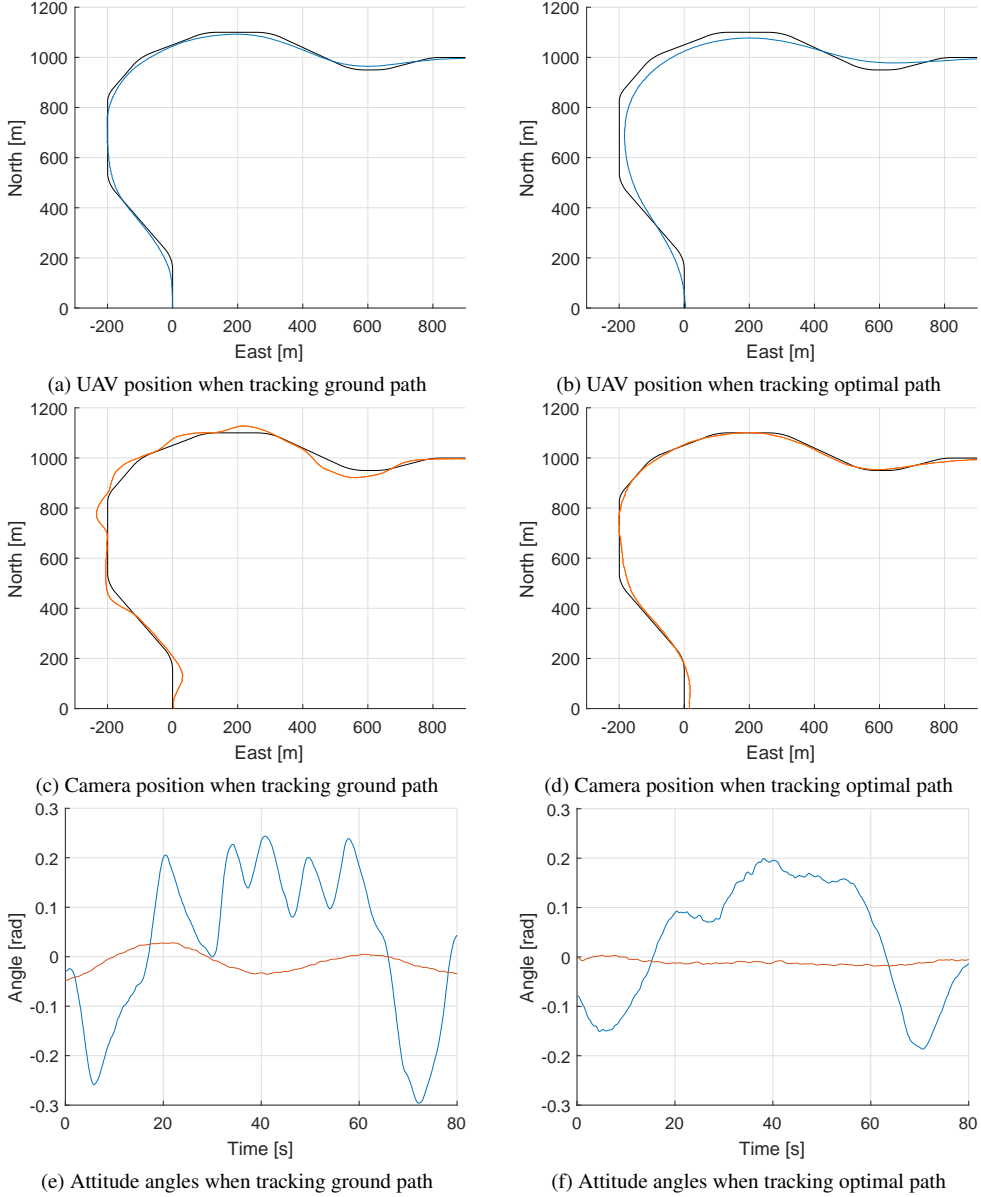 1200
1000
800
600
400
200
0
North [m]
-200 0 200 400 600 800
East [m]
(a) UAV position when tracking ground path
1200
1000
800
600
400
200
0
North [m]
-200 0 200 400 600 800
East [m]
(b) UAV position when tracking optimal path
1200
1000
800
600
400
200
0
North [m]
-200 0 200 400 600 800
East [m]
(c) Camera position when tracking ground path
1200
1000
800
600
400
200
0
North [m]
-200 0 200 400 600 800
East [m]
(d) Camera position when tracking optimal path
0.3
0.2
0.1
0
-0.1
-0.2
-0.3
Angle [rad]
0 20 40 60 80
Time [s]
(e) Attitude angles when tracking ground path
0.3
0.2
0.1
0
-0.1
-0.2
-0.3
Angle [rad]
0 20 40 60 80
Time [s]
(f) Attitude angles when tracking optimal path